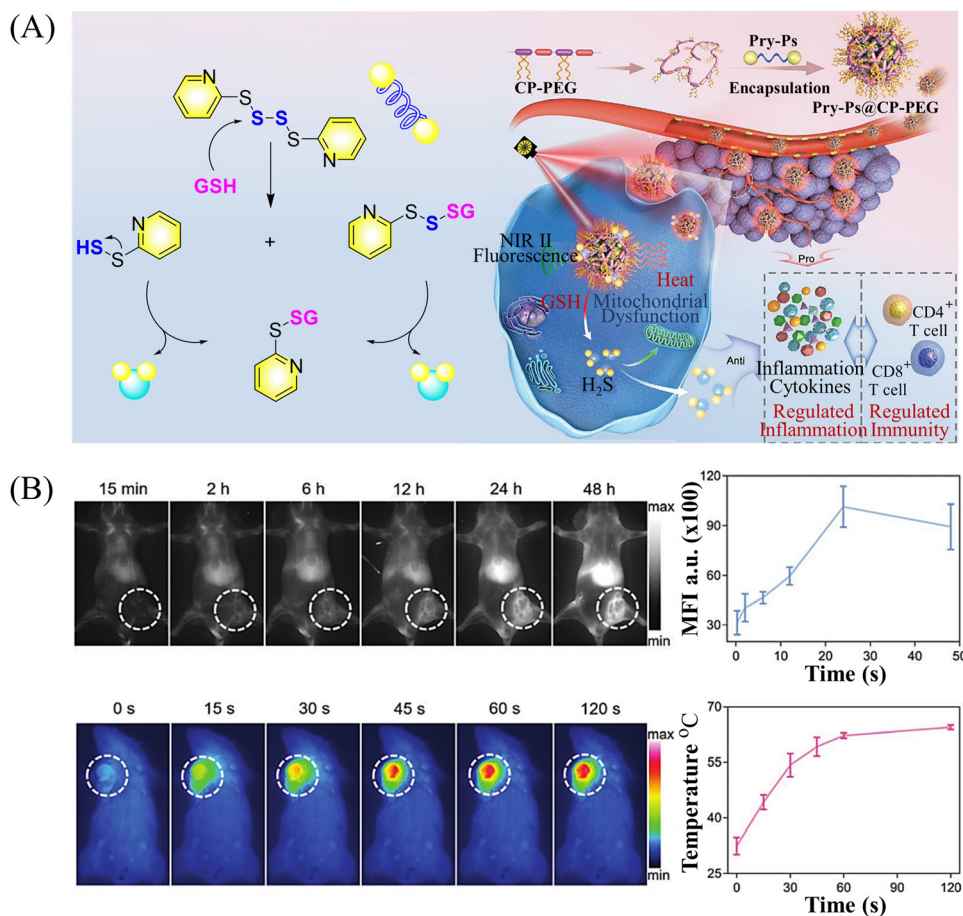 (A)
N
S
S
S
S
N
GSH
HS
S
N
+
N
S
S
SG
S
SG
N
CP-PEG
Pry-Ps
Encapsulation
Pry-Ps@CP-PEG
NIR II
Fluorescence
Heat
GSH
Mitochondrial
Dysfunction
H2S
Pro
Anti
Inflammation
Cytokines
Regulated
Inflammation
CD4+
T cell
CD8+
T cell
Regulated
Immunity
(B)
15 min 2 h 6 h 12 h 24 h 48 h
max
min
MFI a.u. (x100)
120
90
60
30
0 10 20 30 40 50
Time (s)
0 s 15 s 30 s 45 s 60 s 120 s
max
min
Temperature °C
70
55
40
25
0 30 60 90 120
Time (s)